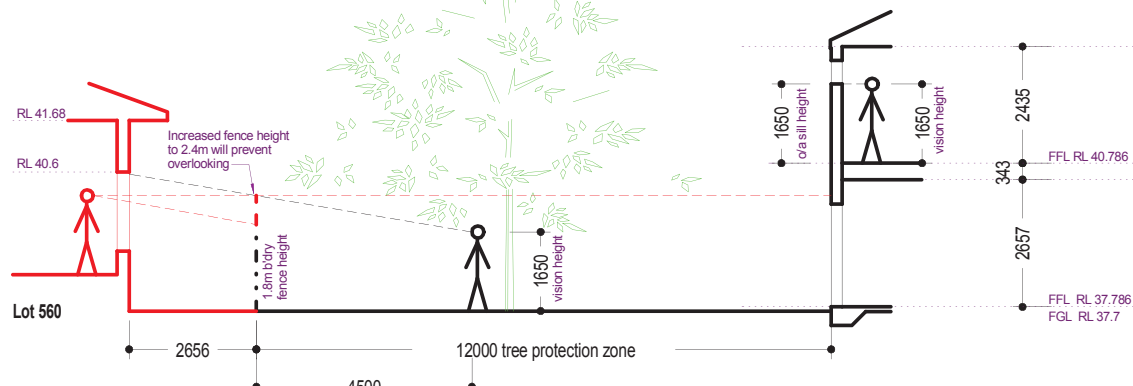 RL 41.68
RL 40.6
Increased fence height
to 2.4m will prevent
overlooking
1.8m b'dry
fence height
1650
vision height
1650
o/a sill height
1650
vision height
2435
FFL RL 40.786
343
2657
FFL RL 37.786
FGL RL 37.7
Lot 560
2656
12000 tree protection zone
4500